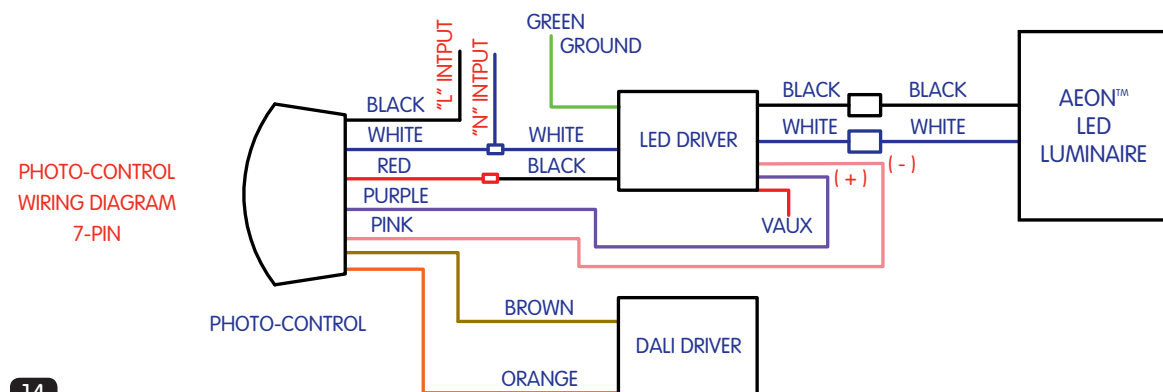 GREEN
GROUND
"L" INTPUT
"N" INTPUT
BLACK
WHITE
WHITE
RED
BLACK
PURPLE
PINK
LED DRIVER
BLACK
BLACK
WHITE
WHITE
(-)
(+)
VAUX
AEON™
LED
LUMINAIRE
PHOTO-CONTROL
WIRING DIAGRAM
7-PIN
PHOTO-CONTROL
BROWN
DALI DRIVER
ORANGE
14